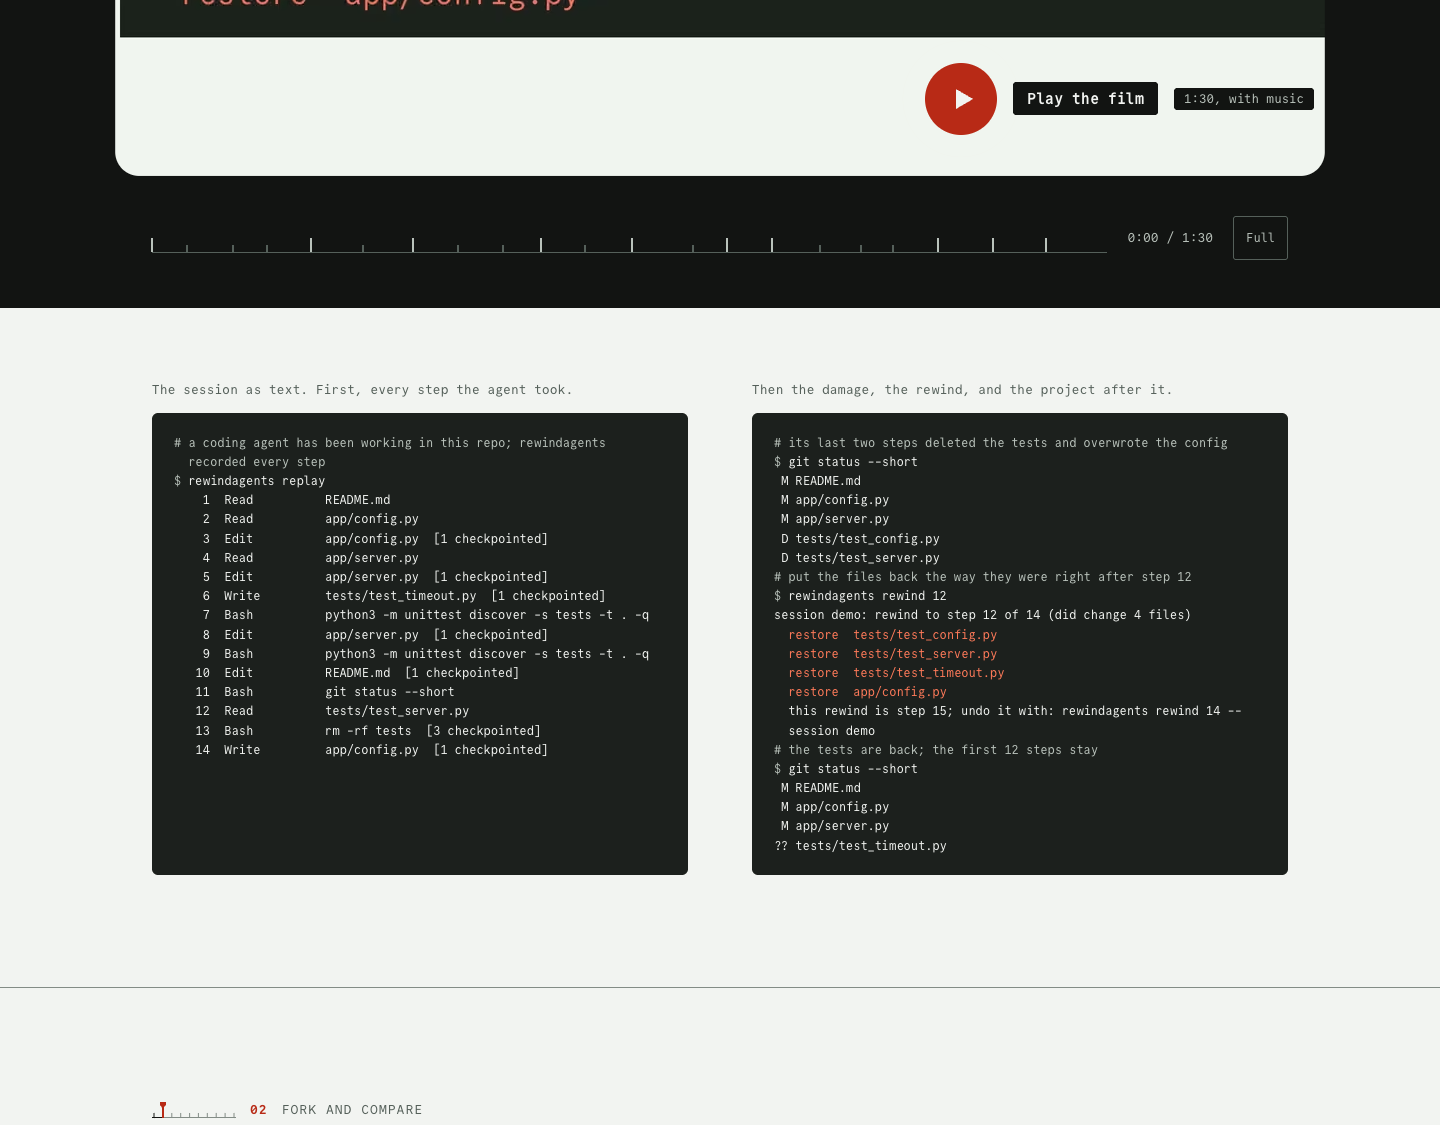 restore app/config.py
Play the film
1:30, with music
0:00 / 1:30
Full
The session as text. First, every step the agent took.
# a coding agent has been working in this repo; rewindagents
recorded every step
$ rewindagents replay
1 Read README.md
2 Read app/config.py
3 Edit app/config.py [1 checkpointed]
4 Read app/server.py
5 Edit app/server.py [1 checkpointed]
6 Write tests/test_timeout.py [1 checkpointed]
7 Bash python3 -m unittest discover -s tests -t . -q
8 Edit app/server.py [1 checkpointed]
9 Bash python3 -m unittest discover -s tests -t . -q
10 Edit README.md [1 checkpointed]
11 Bash git status --short
12 Read tests/test_server.py
13 Bash rm -rf tests [3 checkpointed]
14 Write app/config.py [1 checkpointed]
Then the damage, the rewind, and the project after it.
# its last two steps deleted the tests and overwrote the config
$ git status --short
M README.md
M app/config.py
M app/server.py
D tests/test_config.py
D tests/test_server.py
# put the files back the way they were right after step 12
$ rewindagents rewind 12
session demo: rewind to step 12 of 14 (did change 4 files)
restore tests/test_config.py
restore tests/test_server.py
restore tests/test_timeout.py
restore app/config.py
this rewind is step 15; undo it with: rewindagents rewind 14 --
session demo
# the tests are back; the first 12 steps stay
$ git status --short
M README.md
M app/config.py
M app/server.py
?? tests/test_timeout.py
02 FORK AND COMPARE